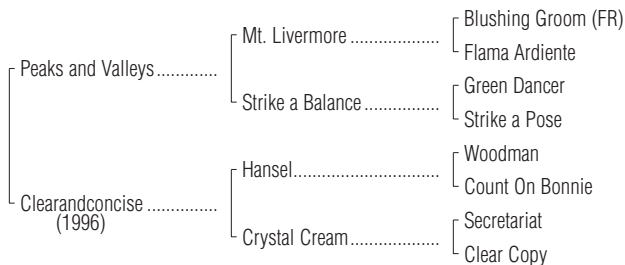 Blushing Groom (FR)
Mt. Livermore ...................
Flama Ardiente
Peaks and Valleys .............
Green Dancer
Strike a Balance ................
Strike a Pose
Woodman
Hansel...............................
Count On Bonnie
Clearandconcise ...............
(1996)
Secretariat
Crystal Cream...................
Clear Copy